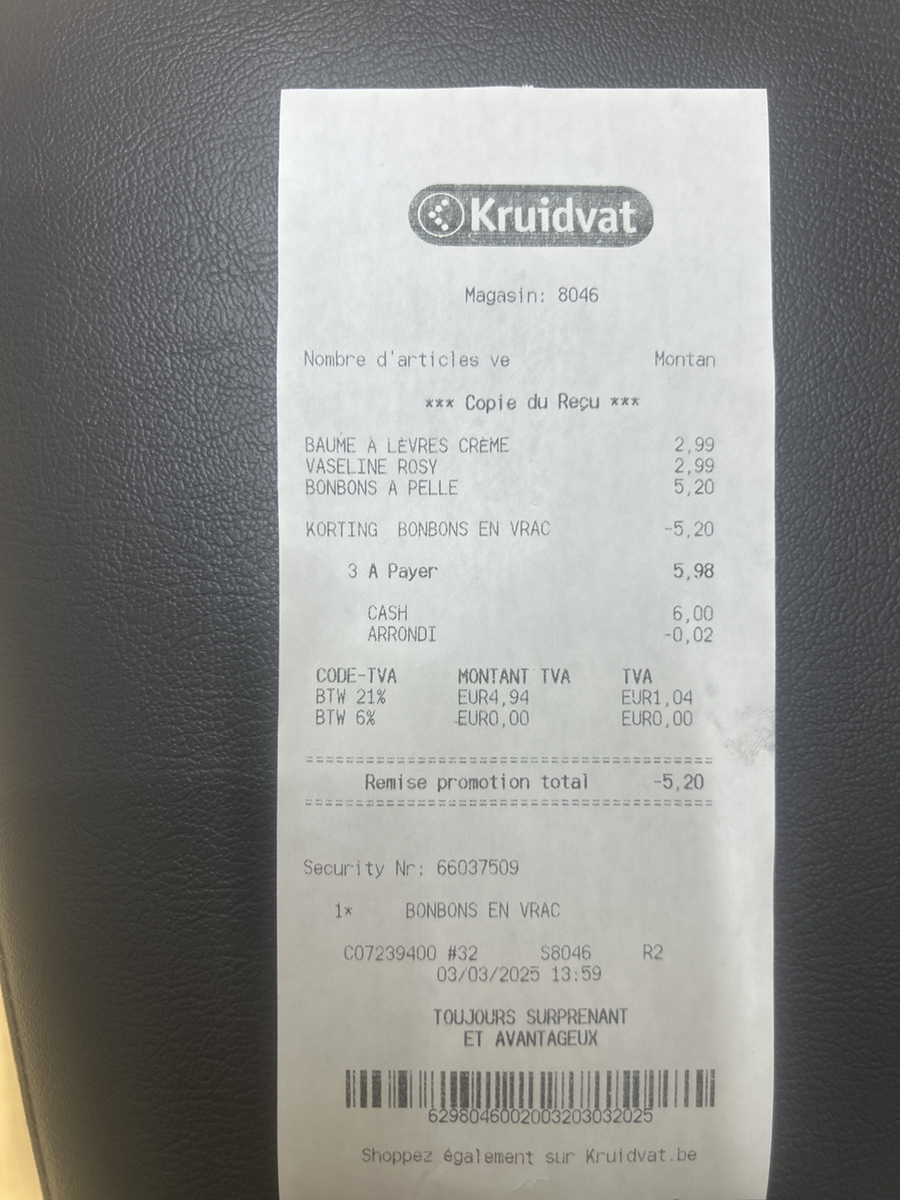 Kruidvat
Magasin: 8046
Nombre d'articles ve Montan
*** Copie du Reçu ***
BAUME À LÈVRES CRÈME 2,99
VASELINE ROSY 2,99
BONBONS A PELLE 5,20
KORTING BONBONS EN VRAC -5,20
3 A Payer 5,98
CASH 6,00
ARRONDI -0,02
CODE-TVA MONTANT TVA TVA
BTW 21% EUR4,94 EUR1,04
BTW 6% EUR0,00 EUR0,00
========================================
Remise promotion total -5,20
========================================
Security Nr: 66037509
1* BONBONS EN VRAC
C07239400 #32 S8046 R2
03/03/2025 13:59
TOUJOURS SURPRENANT
ET AVANTAGEUX
6298046002003203032025
Shoppez également sur Kruidvat.be